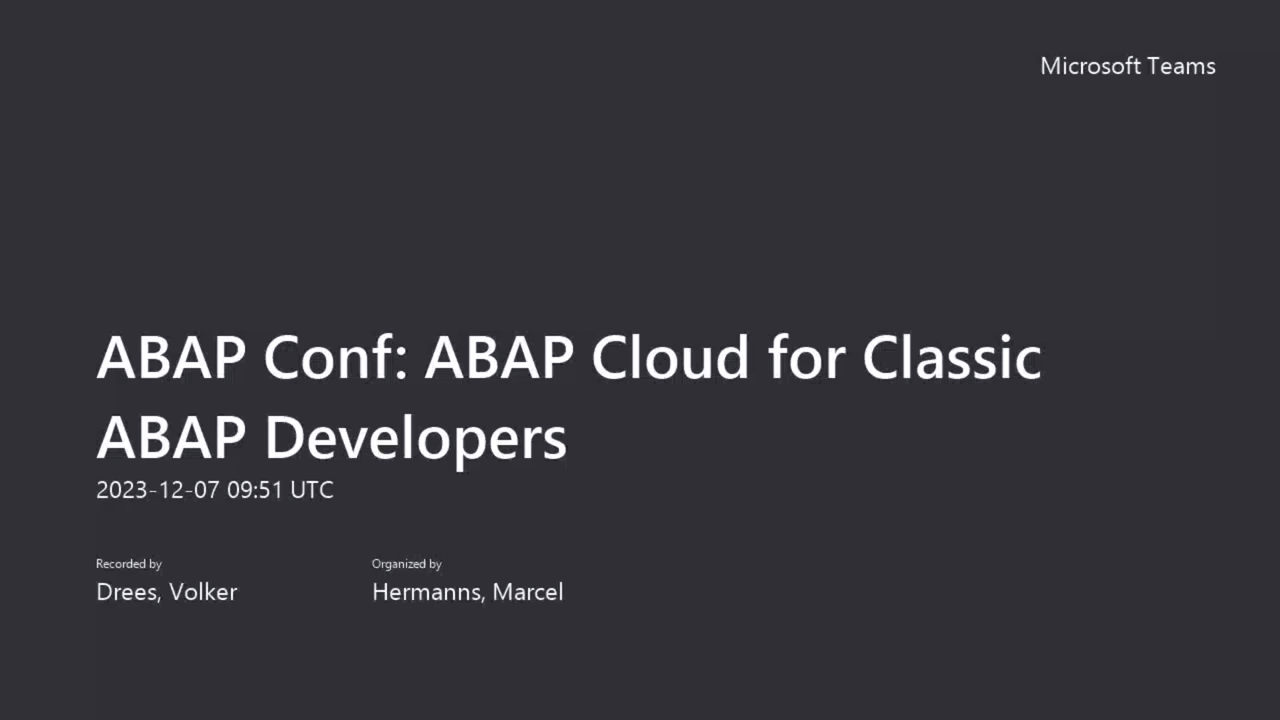 Microsoft Teams
ABAP Conf: ABAP Cloud for Classic
ABAP Developers
2023-12-07 09:51 UTC
Recorded by
Drees, Volker
Organized by
Hermanns, Marcel